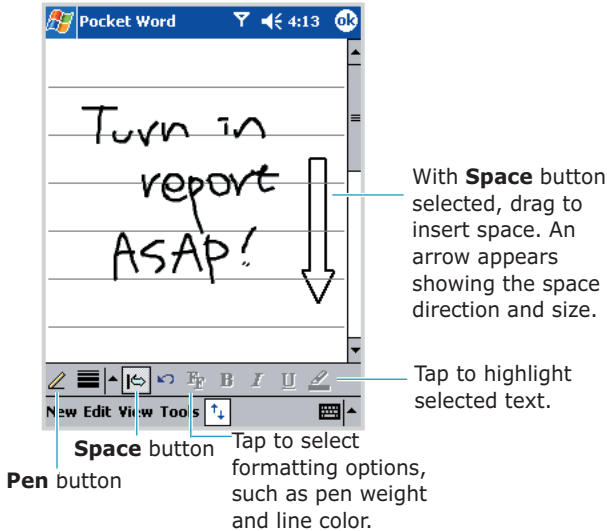 Pocket Word 4:13 ok
Turn in
report
ASAP!
With Space button
selected, drag to
insert space. An
arrow appears
showing the space
direction and size.
B I U
Tap to highlight
selected text.
New Edit View Tools
Space button
Pen button
Tap to select
formatting options,
such as pen weight
and line color.